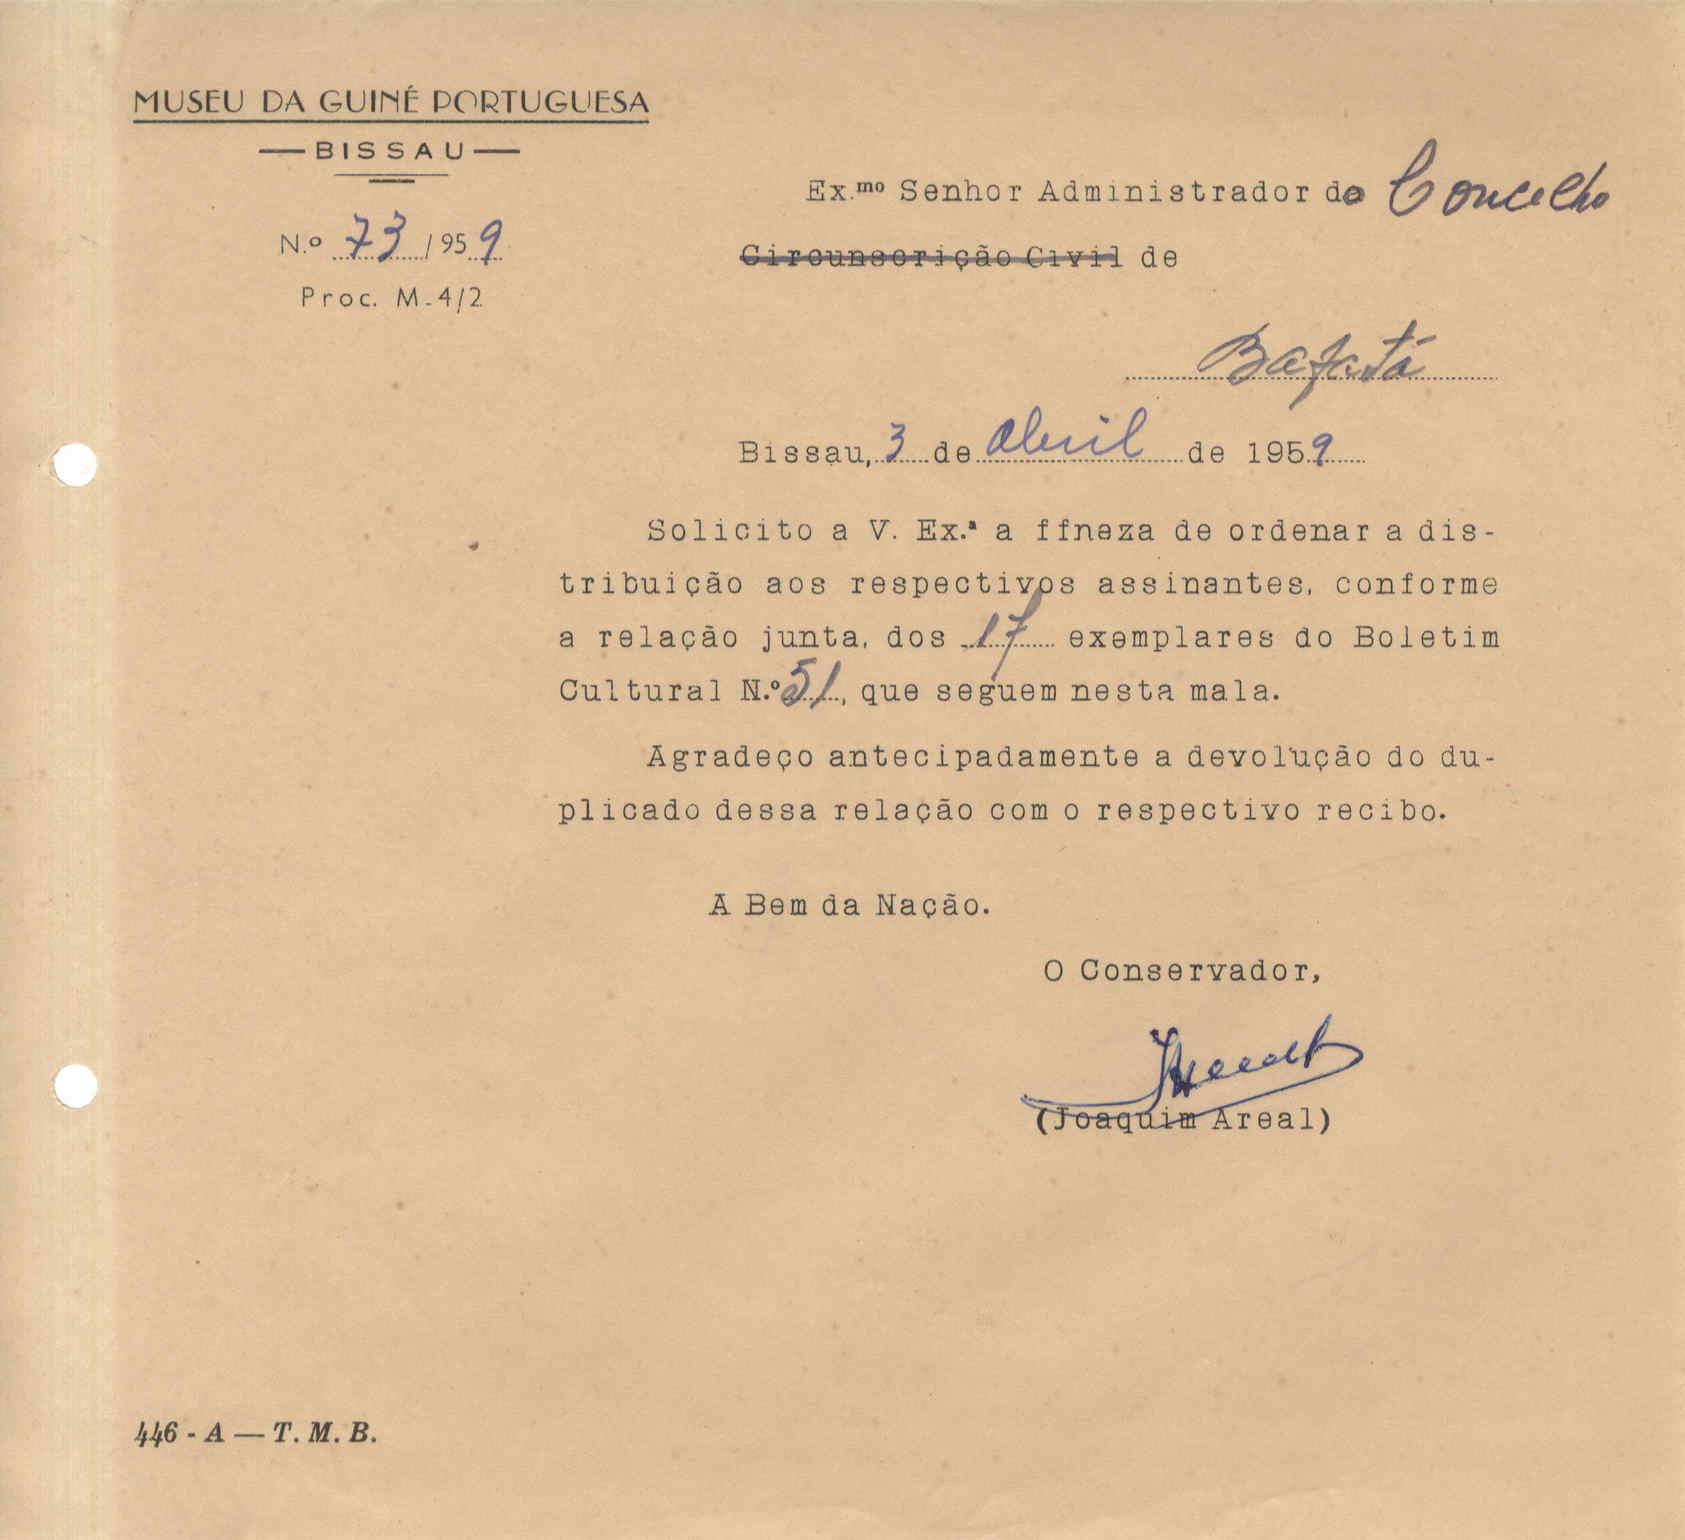 MUSEU DA GUINÉ PORTUGUESA
BISSAU
N.º 73/959
Proc. M-4/2
Ex.mo Senhor Administrador do Concelho
Circunscrição Civil de
Bafatá
Bissau, 3 de Abril de 1959
Solicito a V. Ex.ª a ffneza de ordenar a dis-
tribuição aos respectivos assinantes, conforme
a relação junta, dos 17 exemplares do Boletim
Cultural N.º 51, que seguem nesta mala.
Agradeço antecipadamente a devolução do du-
plicado dessa relação com o respectivo recibo.
A Bem da Nação.
O Conservador,
(Joaquim Areal)
446 - A — T. M. B.